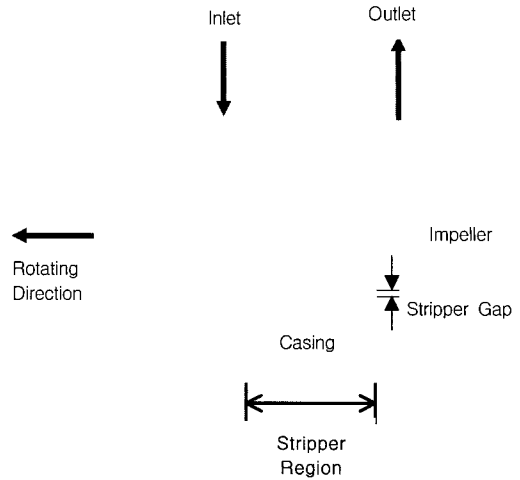 Inlet
Outlet
Impeller
Rotating
Direction
Stripper Gap
Casing
Stripper
Region